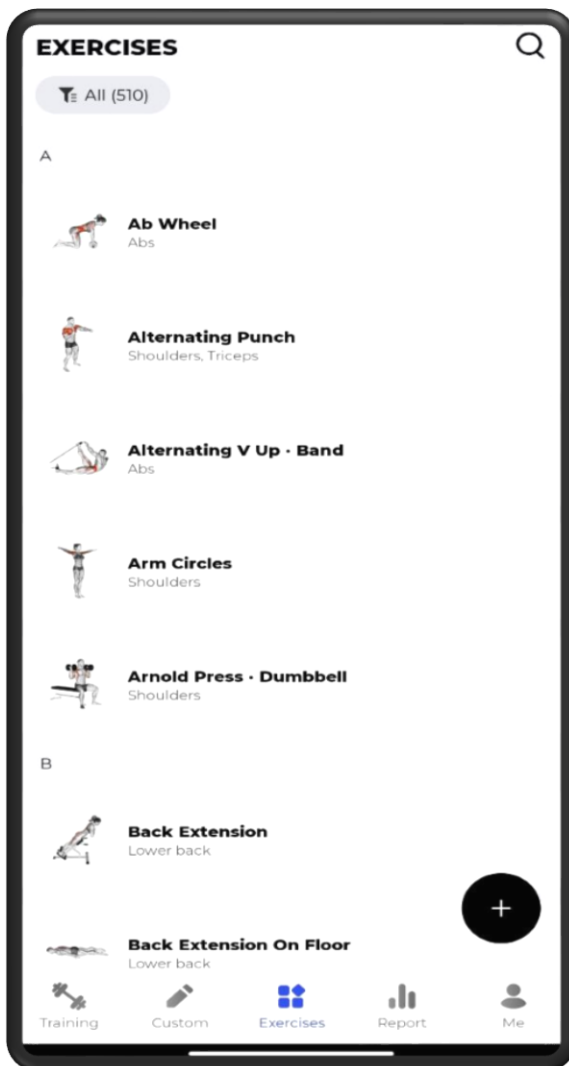 EXERCISES
All (510)
A
Ab Wheel
Abs
Alternating Punch
Shoulders, Triceps
Alternating V Up · Band
Abs
Arm Circles
Shoulders
Arnold Press · Dumbbell
Shoulders
B
Back Extension
Lower back
+
Back Extension On Floor
Lower back
Training Custom Exercises Report Me